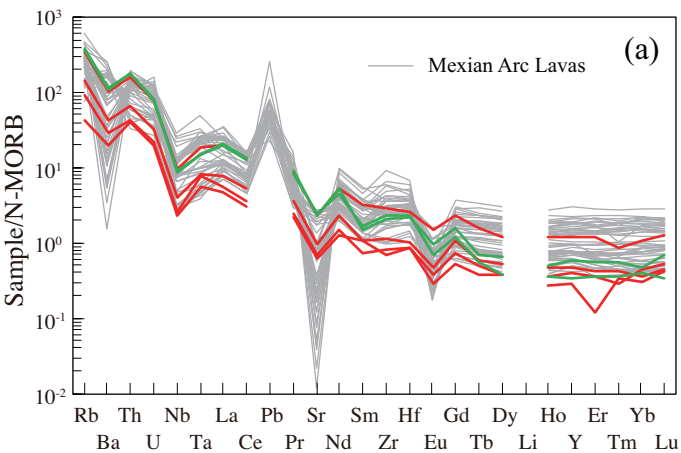 10³
(a)
Mexian Arc Lavas
10²
10¹
10⁰
10⁻¹
10⁻²
Sample/N-MORB
Rb Th Nb La Pb Sr Sm Hf Gd Dy Ho Er Yb
Ba U Ta Ce Pr Nd Zr Eu Tb Li Y Tm Lu